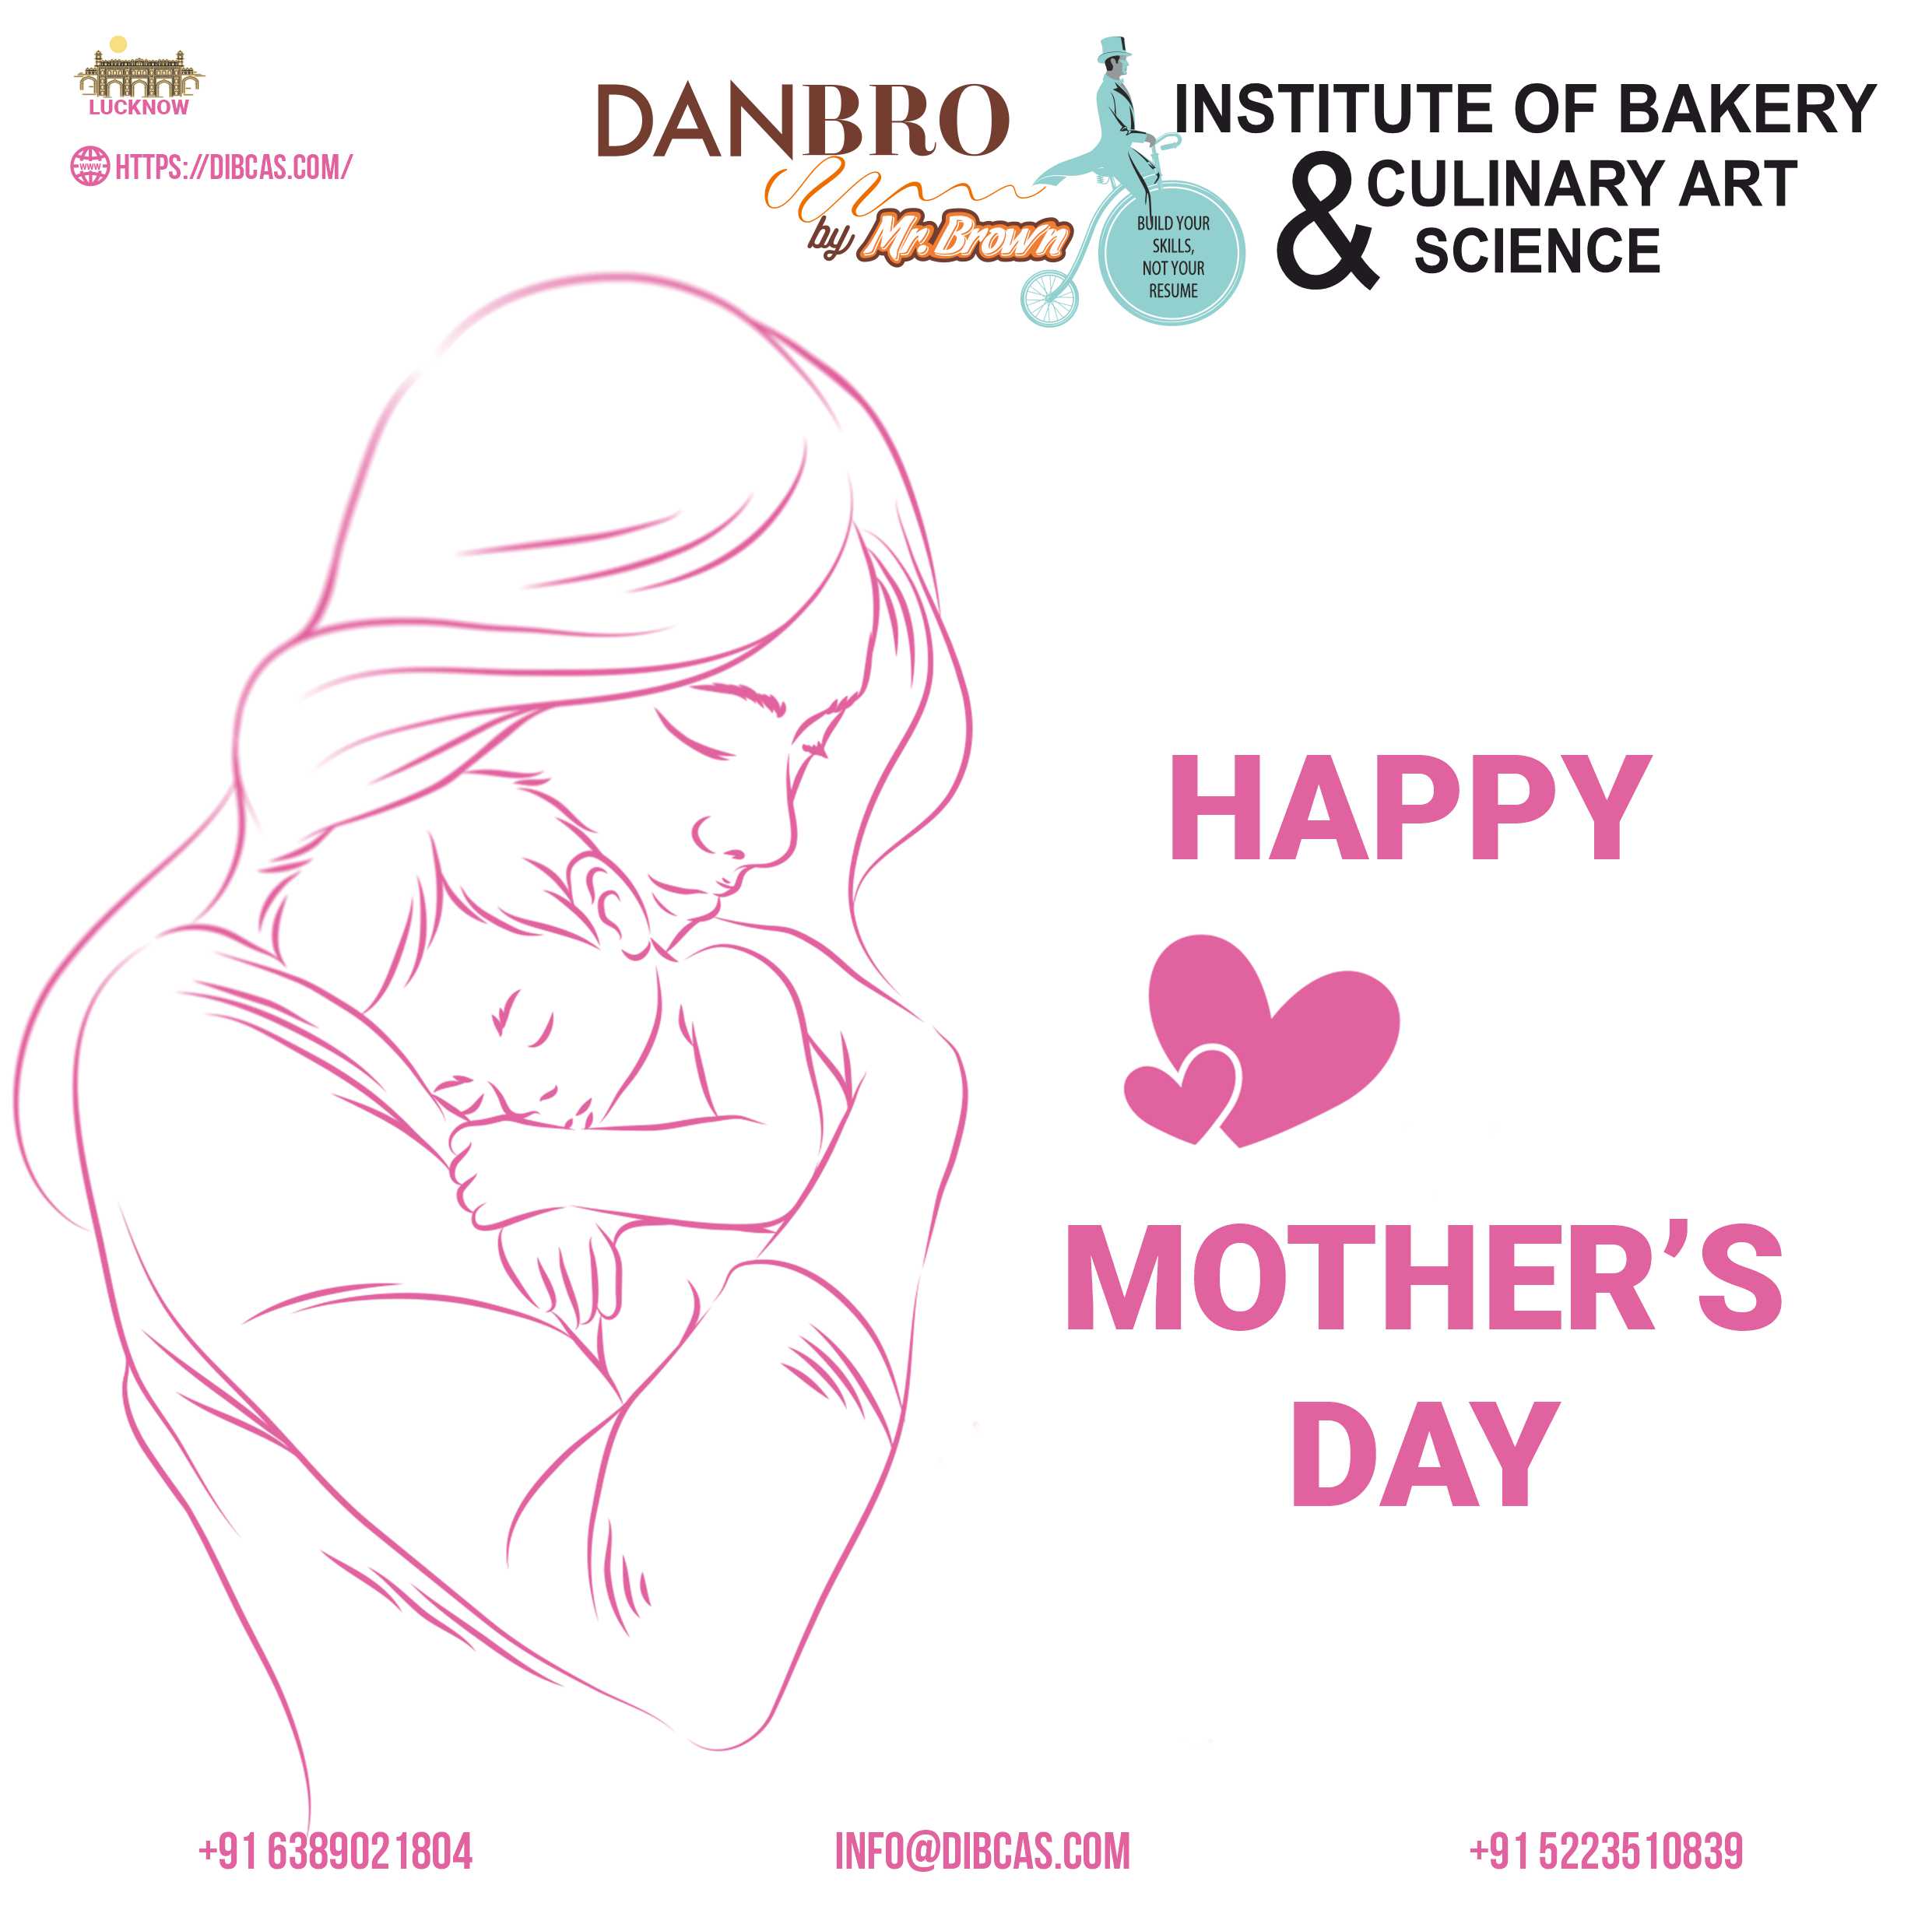 LUCKNOW
WWW
HTTPS://DIBCAS.COM/
DANBRO
by Mr. Brown
BUILD YOUR
SKILLS,
NOT YOUR
RESUME
INSTITUTE OF BAKERY
& CULINARY ART
SCIENCE
HAPPY
MOTHER'S
DAY
+91 6389021804
INFO@DIBCAS.COM
+91 5223510839